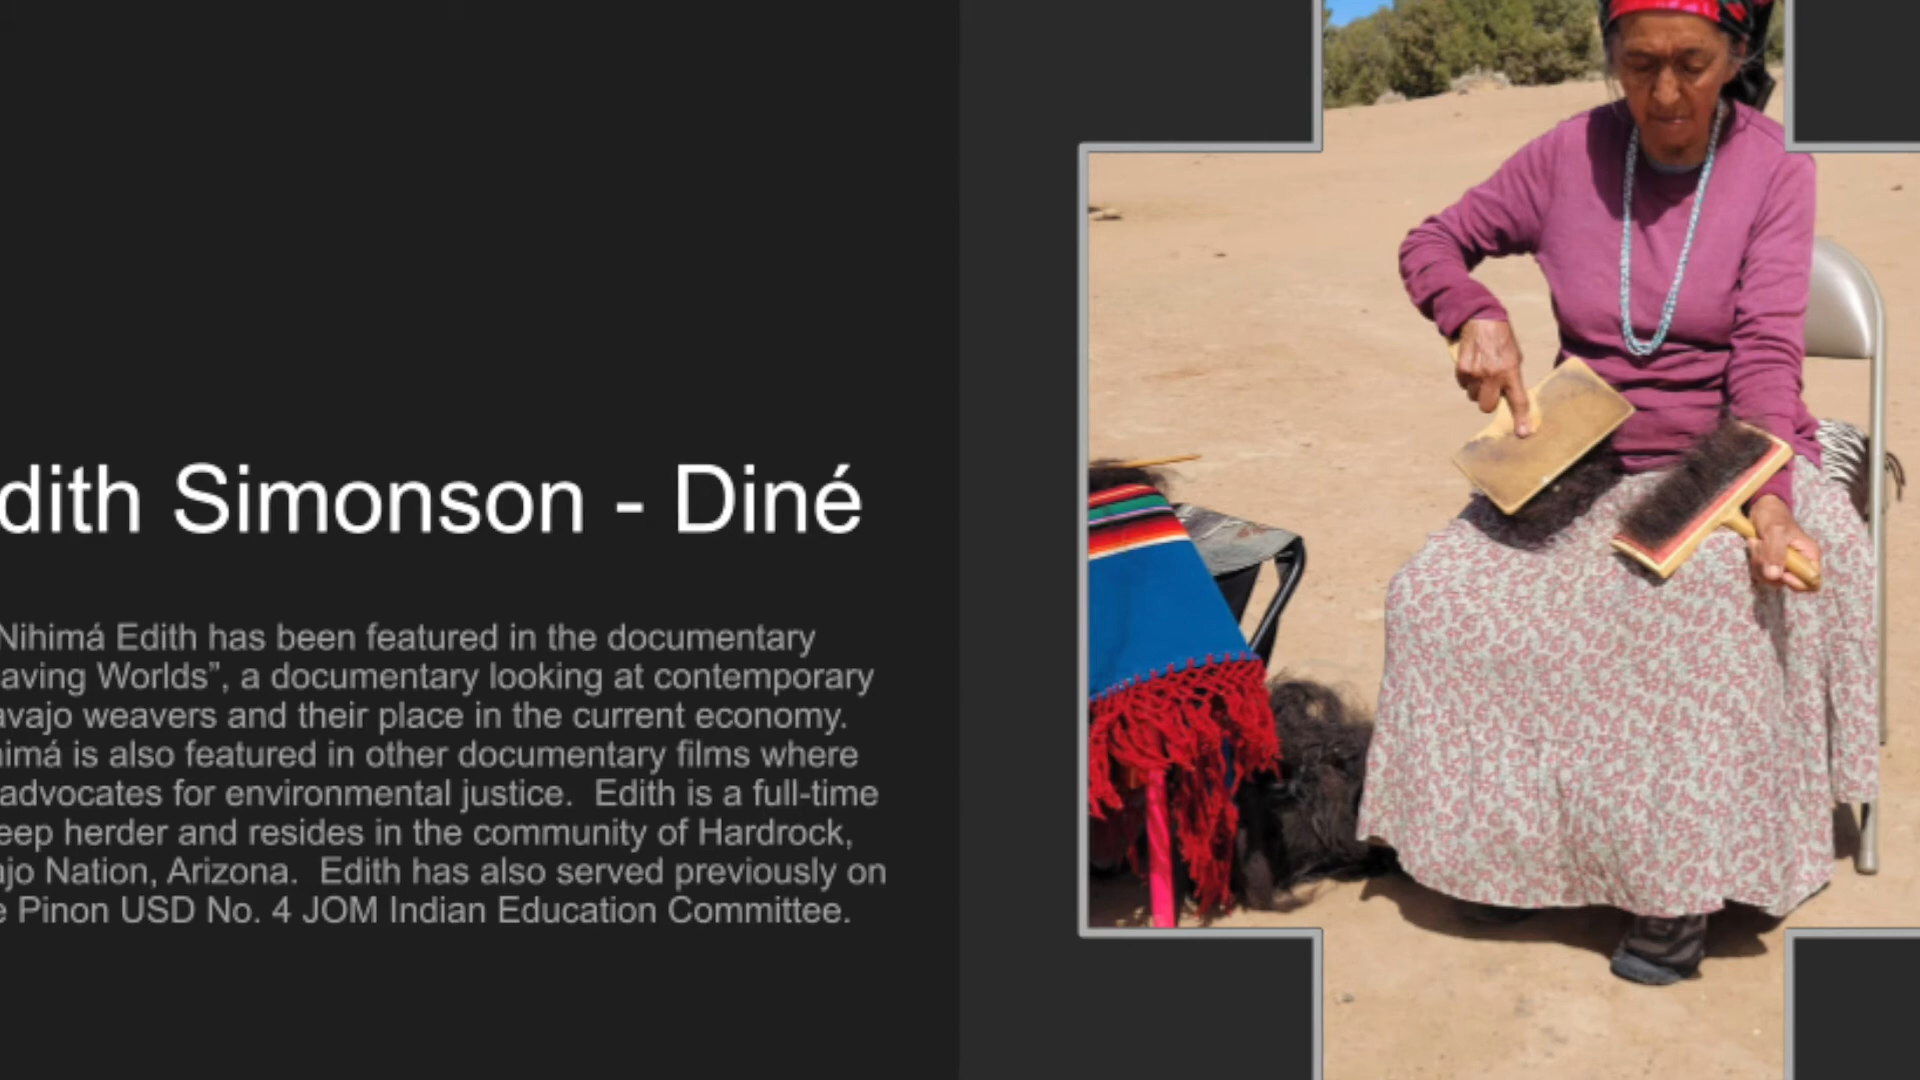 dith Simonson - Diné
Nihimá Edith has been featured in the documentary
aving Worlds”, a documentary looking at contemporary
avajo weavers and their place in the current economy.
himá is also featured in other documentary films where
advocates for environmental justice.  Edith is a full-time
eep herder and resides in the community of Hardrock,
ajo Nation, Arizona.  Edith has also served previously on
e Pinon USD No. 4 JOM Indian Education Committee.